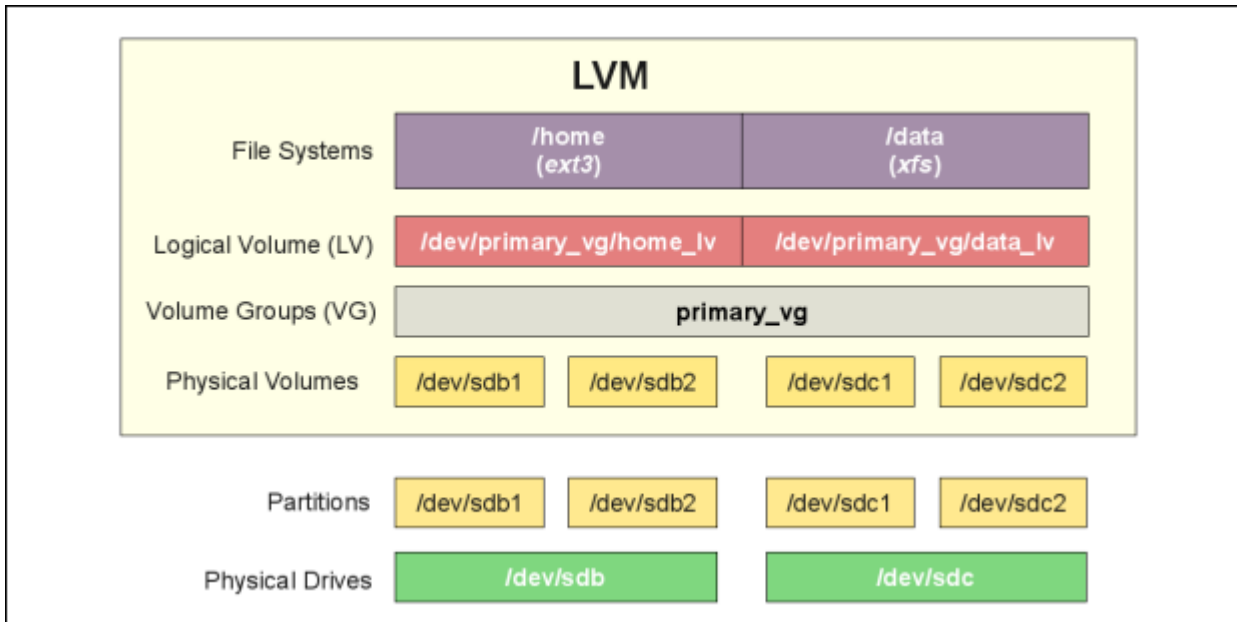 LVM
File Systems
/home
(ext3)
/data
(xfs)
Logical Volume (LV)
/dev/primary_vg/home_lv
/dev/primary_vg/data_lv
Volume Groups (VG)
primary_vg
Physical Volumes
/dev/sdb1
/dev/sdb2
/dev/sdc1
/dev/sdc2
Partitions
/dev/sdb1
/dev/sdb2
/dev/sdc1
/dev/sdc2
Physical Drives
/dev/sdb
/dev/sdc